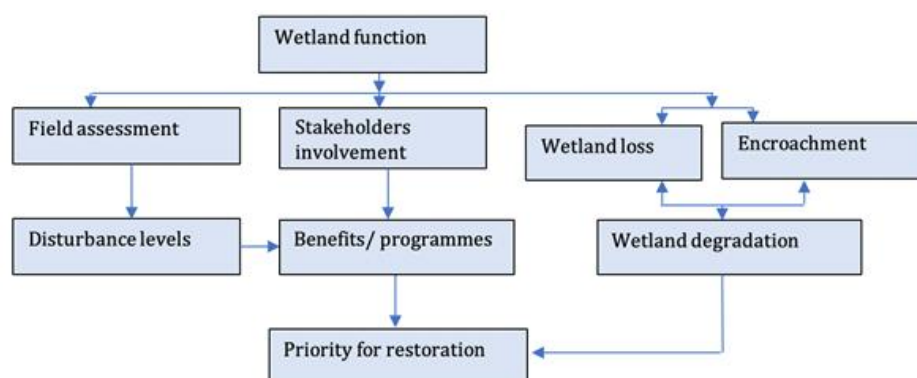 Wetland function
Field assessment
Stakeholders
involvement
Wetland loss
Encroachment
Disturbance levels
Benefits/ programmes
Wetland degradation
Priority for restoration